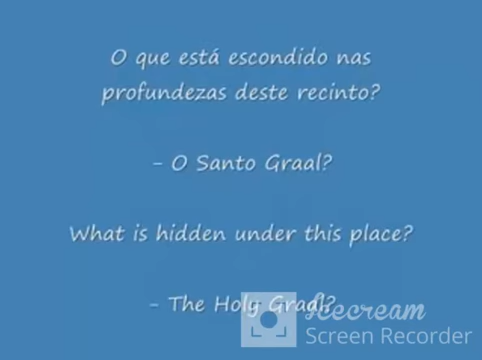 O que está escondido nas
profundezas deste recinto?
- O Santo Graal?
What is hidden under this place?
- The Holy Graal?
Icecream
Screen Recorder